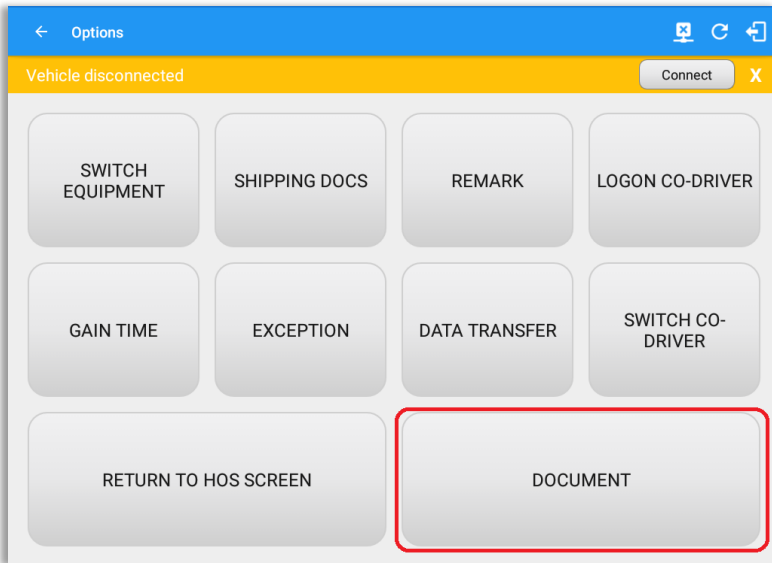 Options
Vehicle disconnected
Connect
X
SWITCH
EQUIPMENT
SHIPPING DOCS
REMARK
LOGON CO-DRIVER
GAIN TIME
EXCEPTION
DATA TRANSFER
SWITCH CO-
DRIVER
RETURN TO HOS SCREEN
DOCUMENT